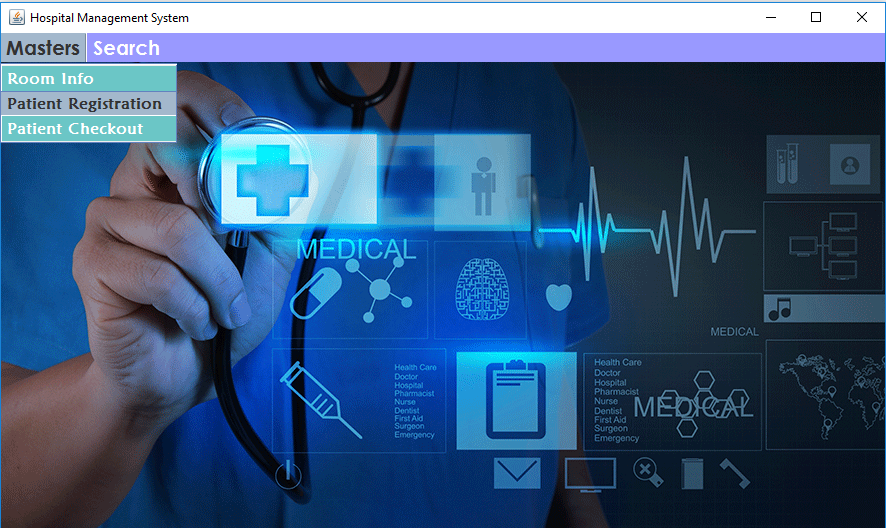 Hospital Management System
Masters Search
Room Info
Patient Registration
Patient Checkout
MEDICAL
MEDICAL
Health Care
Doctor
Hospital
Pharmacist
Nurse
Dentist
First Aid
Surgeon
Emergency
Health Care
Doctor
Hospital
Pharmacist
Nurse
Dentist
First Aid
Surgeon
Emergency
MEDICAL